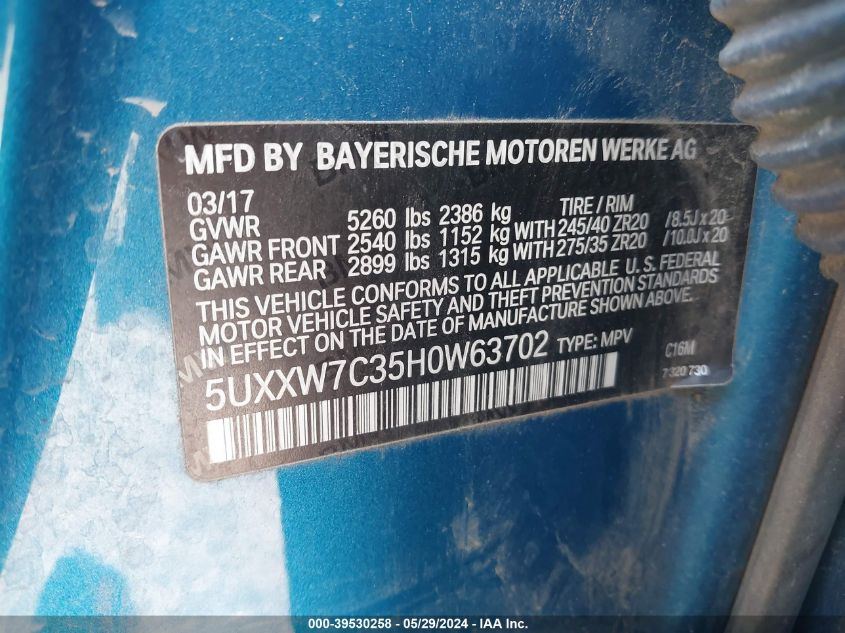 MFD BY BAYERISCHE MOTOREN WERKE AG
03/17
GVWR 5260 lbs 2386 kg TIRE / RIM
GAWR FRONT 2540 lbs 1152 kg WITH 245/40 ZR20 /8.5J x 20
GAWR REAR 2899 lbs 1315 kg WITH 275/35 ZR20 /10.0J x 20
THIS VEHICLE CONFORMS TO ALL APPLICABLE U. S. FEDERAL
MOTOR VEHICLE SAFETY AND THEFT PREVENTION STANDARDS
IN EFFECT ON THE DATE OF MANUFACTURE SHOWN ABOVE.
5UXXW7C35H0W63702 TYPE: MPV C16M
7320730
000-39530258 - 05/29/2024 - IAA Inc.